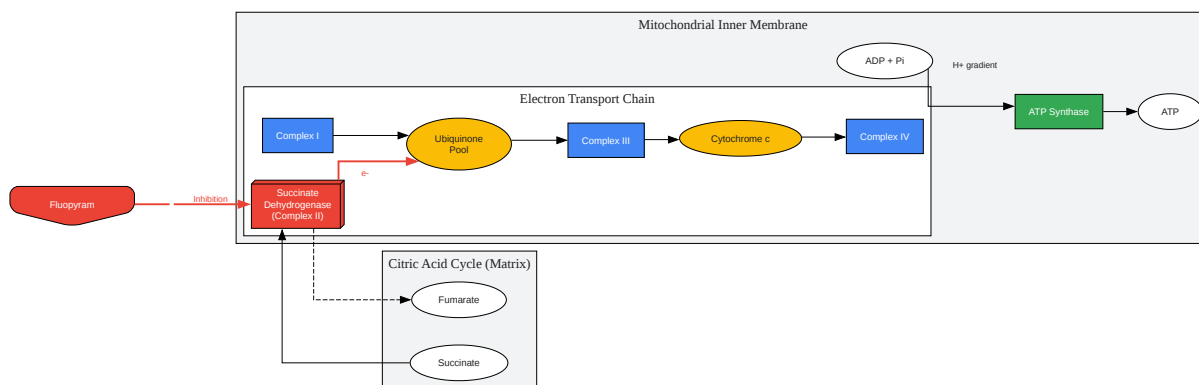 Mitochondrial Inner Membrane
ADP + Pi
H+ gradient
ATP Synthase
ATP
Electron Transport Chain
Complex I
Ubiquinone
Pool
Complex III
Cytochrome c
Complex IV
e-
Fluopyram
Inhibition
Succinate
Dehydrogenase
(Complex II)
Citric Acid Cycle (Matrix)
Fumarate
Succinate